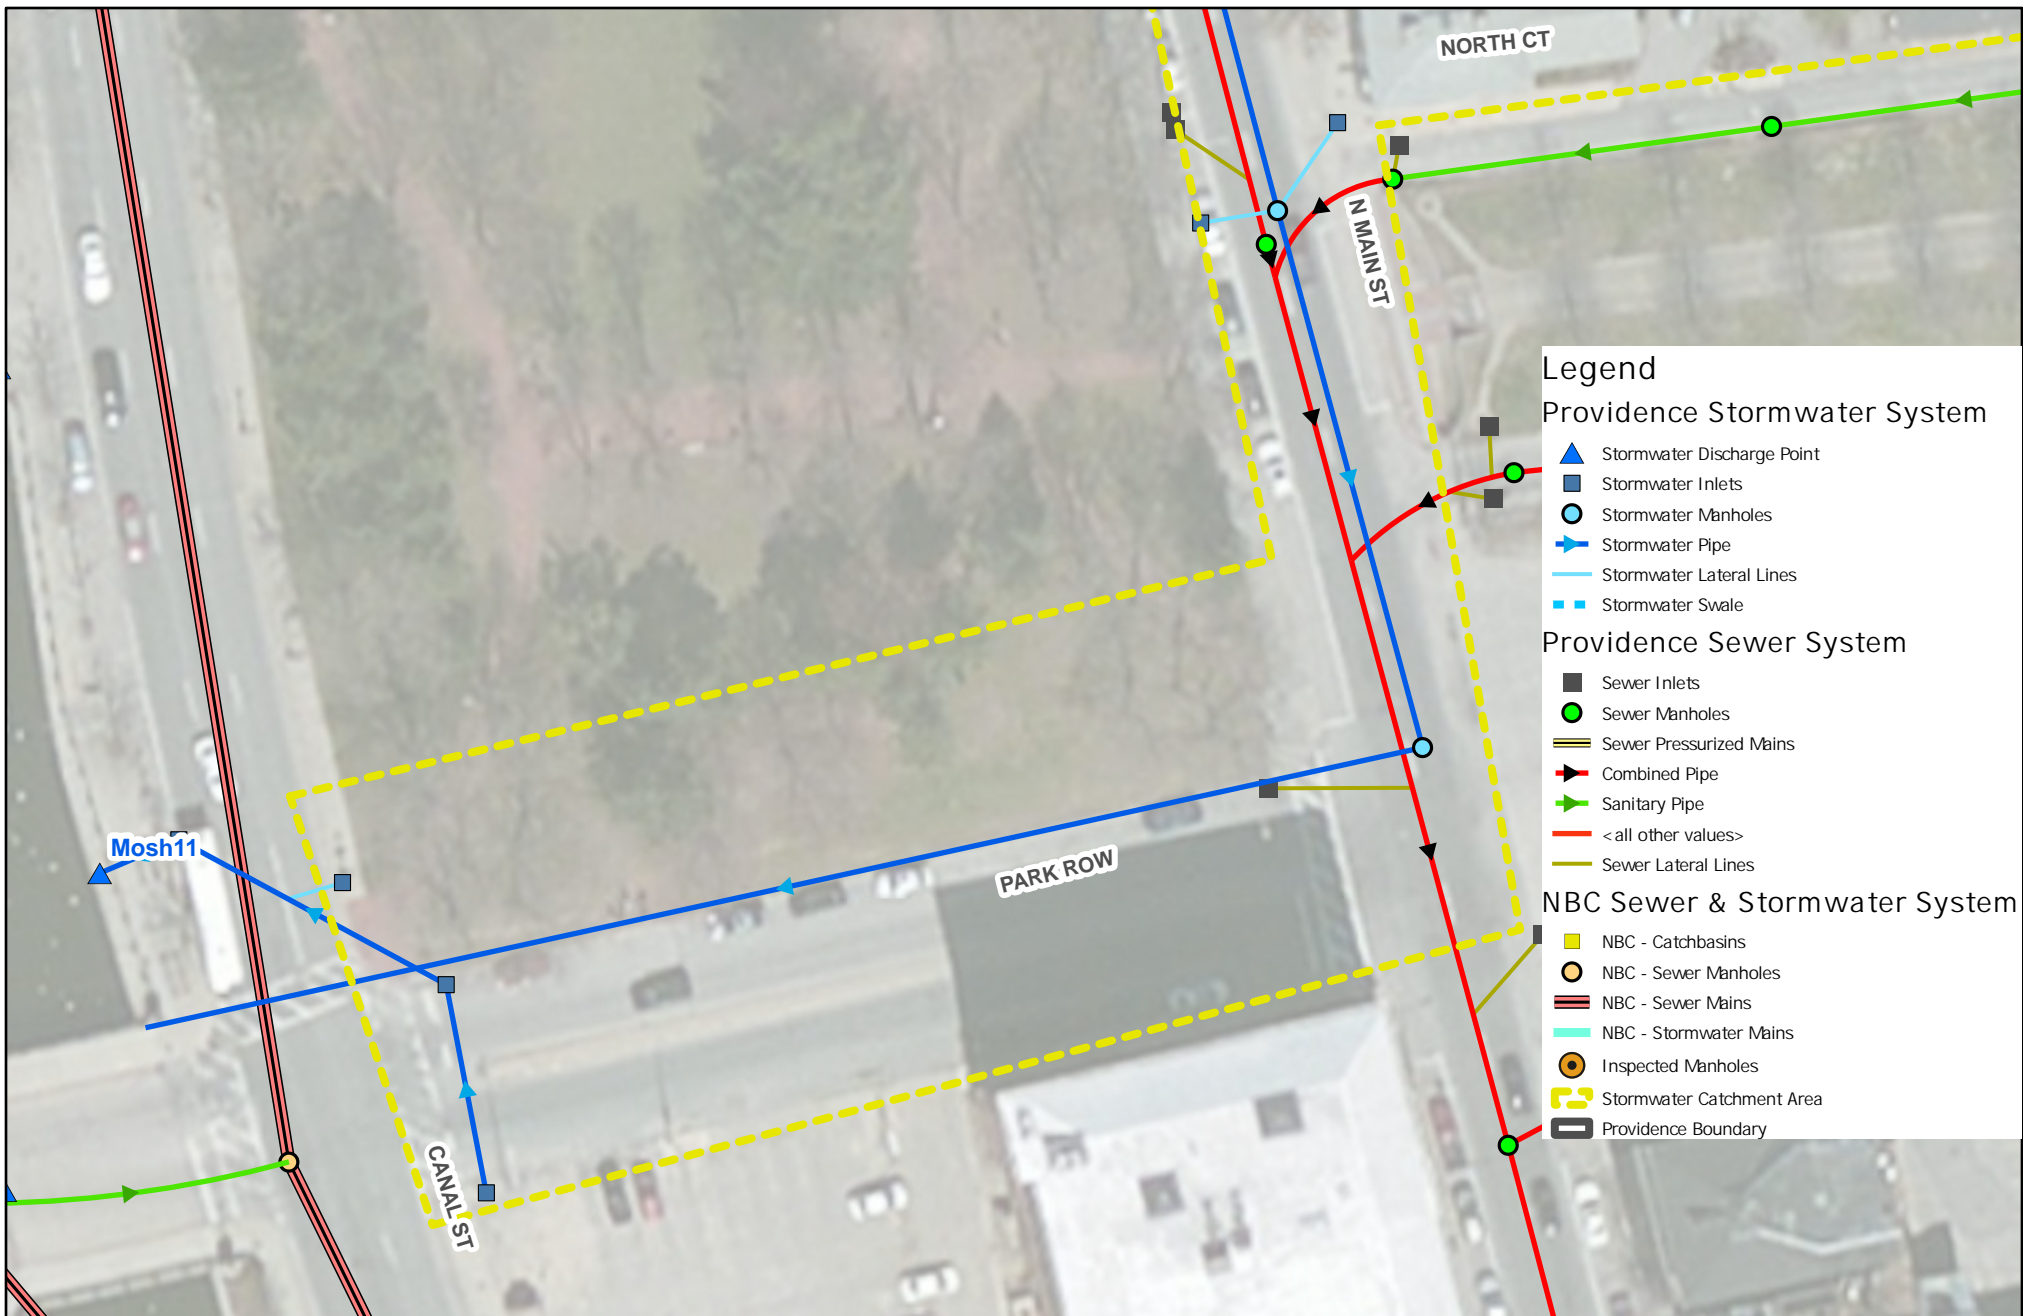 NORTH CT
N MAIN ST
Legend
Providence Stormwater System
Stormwater Discharge Point
Stormwater Inlets
Stormwater Manholes
Stormwater Pipe
Stormwater Lateral Lines
Stormwater Swale
Providence Sewer System
Sewer Inlets
Sewer Manholes
Sewer Pressurized Mains
Combined Pipe
Sanitary Pipe
<all other values>
Sewer Lateral Lines
NBC Sewer & Stormwater System
NBC - Catchbasins
NBC - Sewer Manholes
NBC - Sewer Mains
NBC - Stormwater Mains
Inspected Manholes
Stormwater Catchment Area
Providence Boundary
Mosh11
PARK ROW
CANAL ST